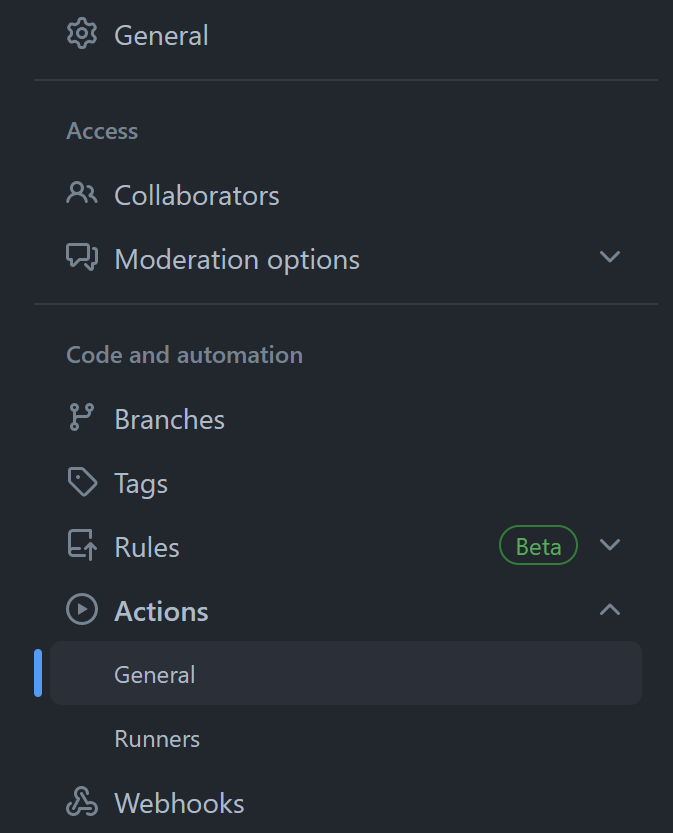 General
Access
Collaborators
Moderation options
Code and automation
Branches
Tags
Rules Beta
Actions
General
Runners
Webhooks